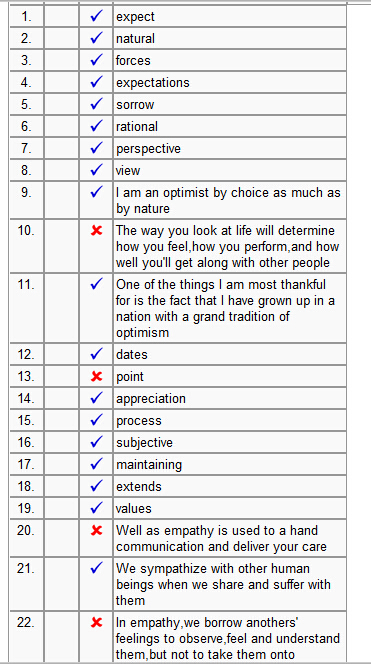 1. expect
2. natural
3. forces
4. expectations
5. sorrow
6. rational
7. perspective
8. view
9. I am an optimist by choice as much as
by nature
10. The way you look at life will determine
how you feel,how you perform,and how
well you'll get along with other people
11. One of the things I am most thankful
for is the fact that I have grown up in a
nation with a grand tradition of
optimism
12. dates
13. point
14. appreciation
15. process
16. subjective
17. maintaining
18. extends
19. values
20. Well as empathy is used to a hand
communication and deliver your care
21. We sympathize with other human
beings when we share and suffer with
them
22. In empathy,we borrow anothers'
feelings to observe,feel and understand
them,but not to take them onto